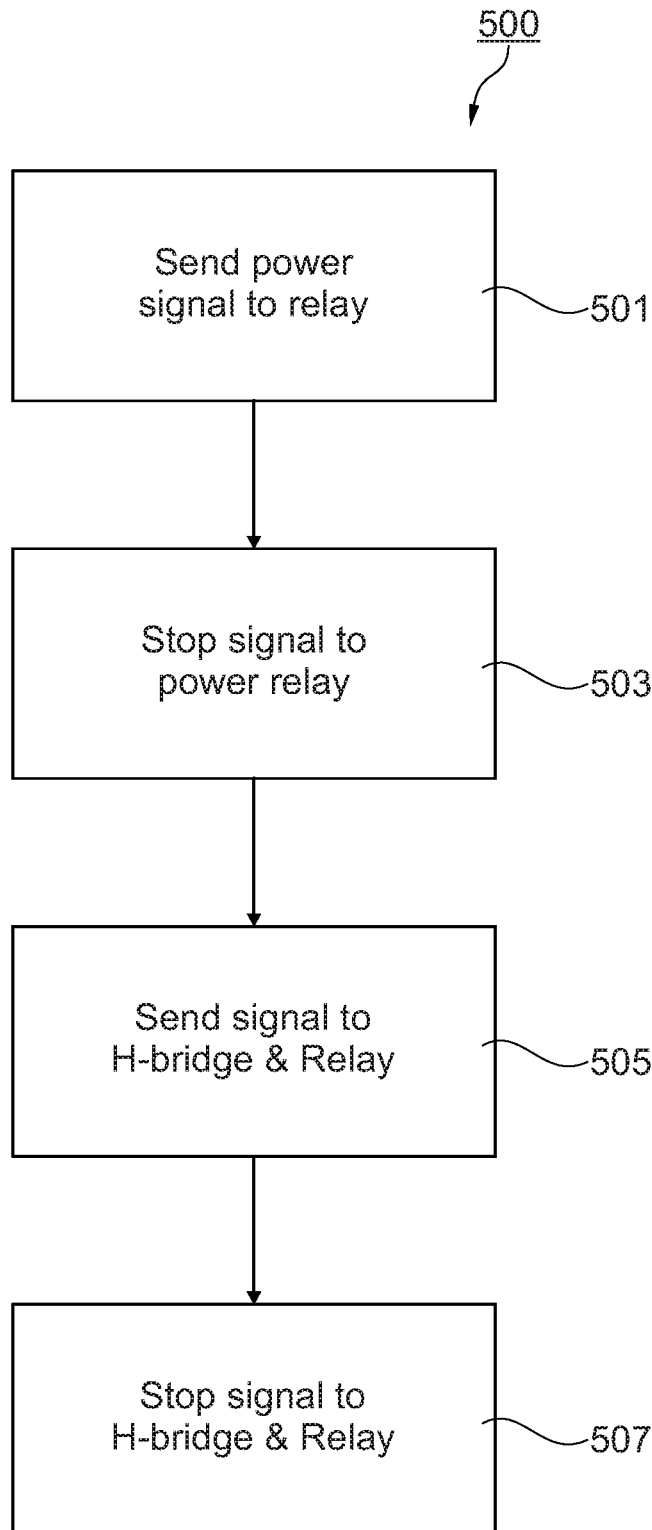 500
Send power
signal to relay
501
Stop signal to
power relay
503
Send signal to
H-bridge & Relay
505
Stop signal to
H-bridge & Relay
507